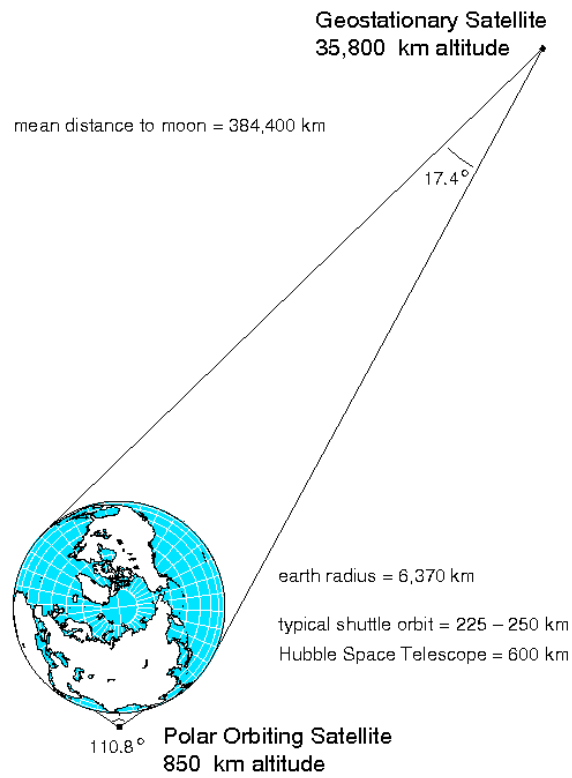 Geostationary Satellite
35,800 km altitude
mean distance to moon = 384,400 km
17.4°
earth radius = 6,370 km
typical shuttle orbit = 225 – 250 km
Hubble Space Telescope = 600 km
110.8°
Polar Orbiting Satellite
850 km altitude